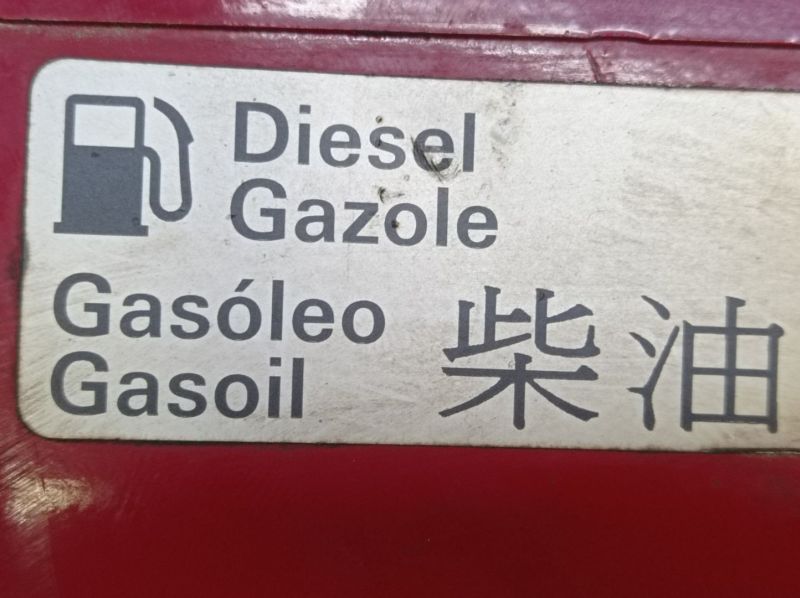 Diesel
Gazole
Gasóleo
Gasoil
柴油